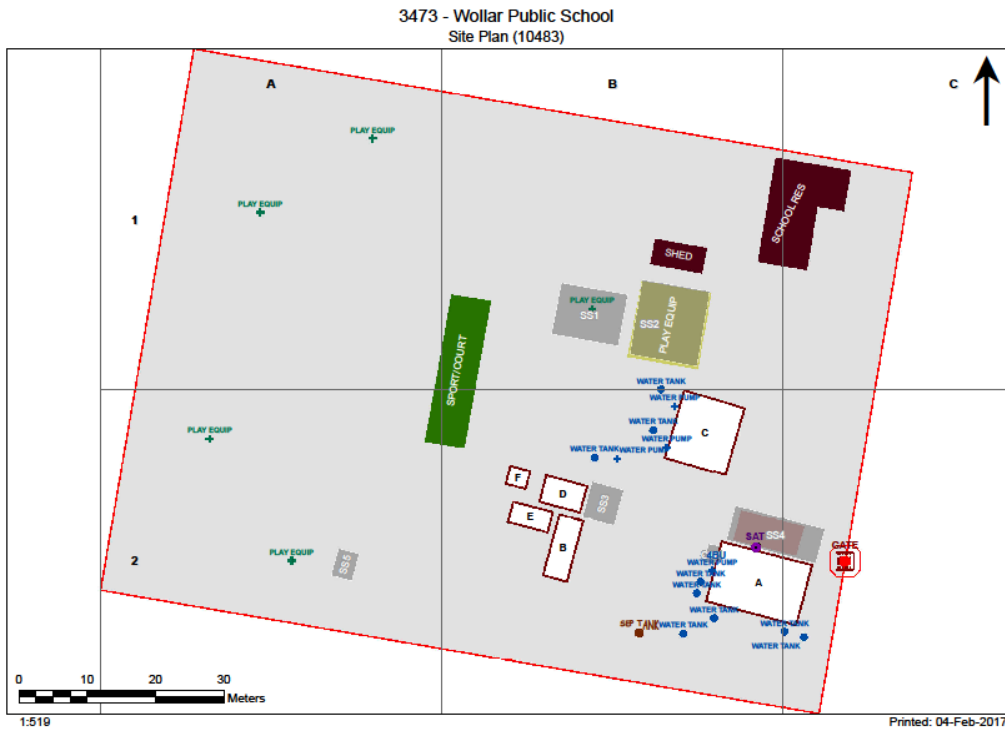 3473 - Wollar Public School
Site Plan (10483)
A
B
C
PLAY EQUIP
PLAY EQUIP
1
SCHOOL RES
SHED
PLAY EQUIP
SS1
SS2
PLAY EQUIP
SPORT/COURT
WATER TANK
WATER PUMP
WATER TANK
C
PLAY EQUIP
WATER PUMP
WATER TANK
WATER PUMP
F
D
SS3
E
B
SAT
SS4
GATE
2
PLAY EQUIP
SS5
WATER PUMP
WATER TANK
WATER TANK
A
WATER TANK
SEP TANK
WATER TANK
WATER TANK
WATER TANK
0 10 20 30
Meters
1:519
Printed: 04-Feb-2017